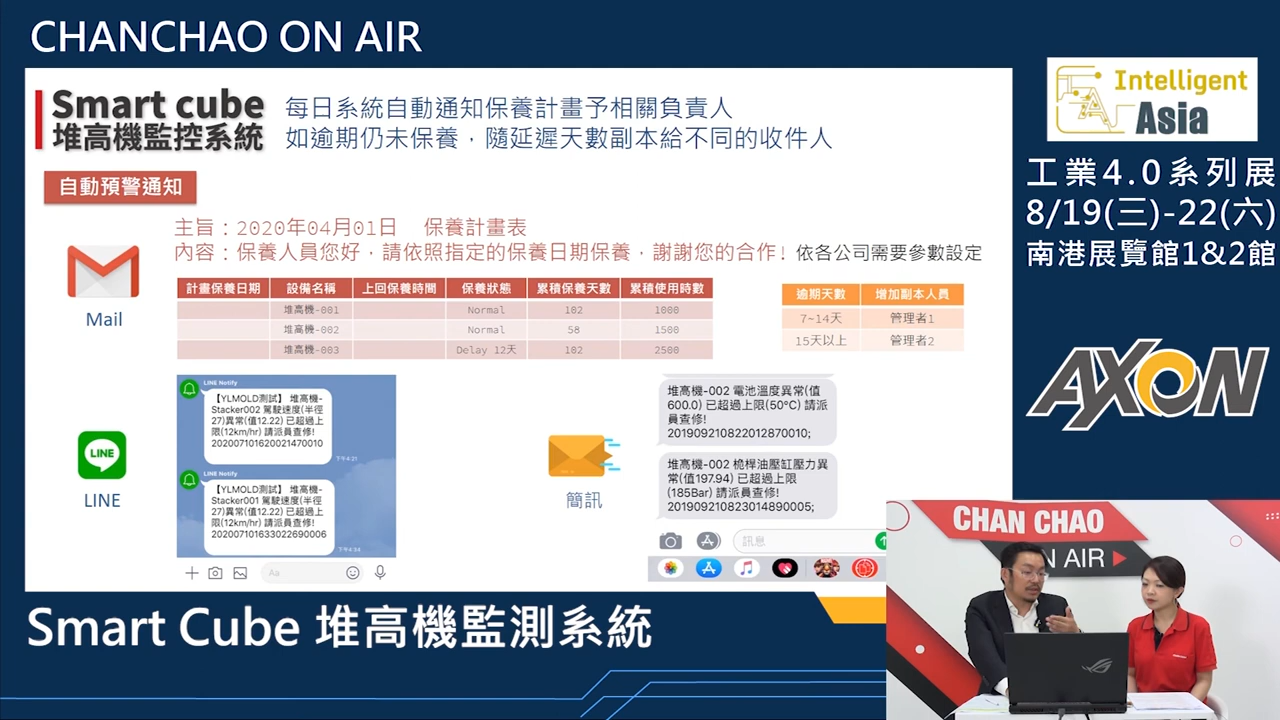 CHANCHAO ON AIR
Smart cube
堆高機監控系統
每日系統自動通知保養計畫予相關負責人
如逾期仍未保養，隨延遲天數副本給不同的收件人
自動預警通知
主旨：2020年04月01日 保養計畫表
內容：保養人員您好，請依照指定的保養日期保養，謝謝您的合作！依各公司需要參數設定
Mail
計畫保養日期 設備名稱 上回保養時間 保養狀態 累積保養天數 累積使用時數
堆高機-001 Normal 102 1000
堆高機-002 Normal 58 1500
堆高機-003 Delay 12天 182 2500
逾期天數 增加副本人員
7~14天 管理者1
15天以上 管理者2
LINE
LINE
LINE Notify
【YLMOLD測試】 堆高機-
Stacker002 駕駛速度(半徑
27)異常(值12.22) 已超過上
限(12km/hr) 請派員查修!
202007101620021470010
下午4:21
LINE Notify
【YLMOLD測試】 堆高機-
Stacker001 駕駛速度(半徑
27)異常(值12.22) 已超過上
限(12km/hr) 請派員查修!
202007101633022690006
下午4:34
Aa
簡訊
堆高機-002 電池溫度異常(值
600.0) 已超過上限(50°C) 請派
員查修!
201909210822012870010;
堆高機-002 桅桿油壓缸壓力異
常(值197.94) 已超過上限
(185Bar) 請派員查修!
201909210823014890005;
訊息
Smart Cube 堆高機監測系統
Intelligent
Asia
工業4.0系列展
8/19(三)-22(六)
南港展覽館1&2館
AXON
CHAN CHAO
N AIR